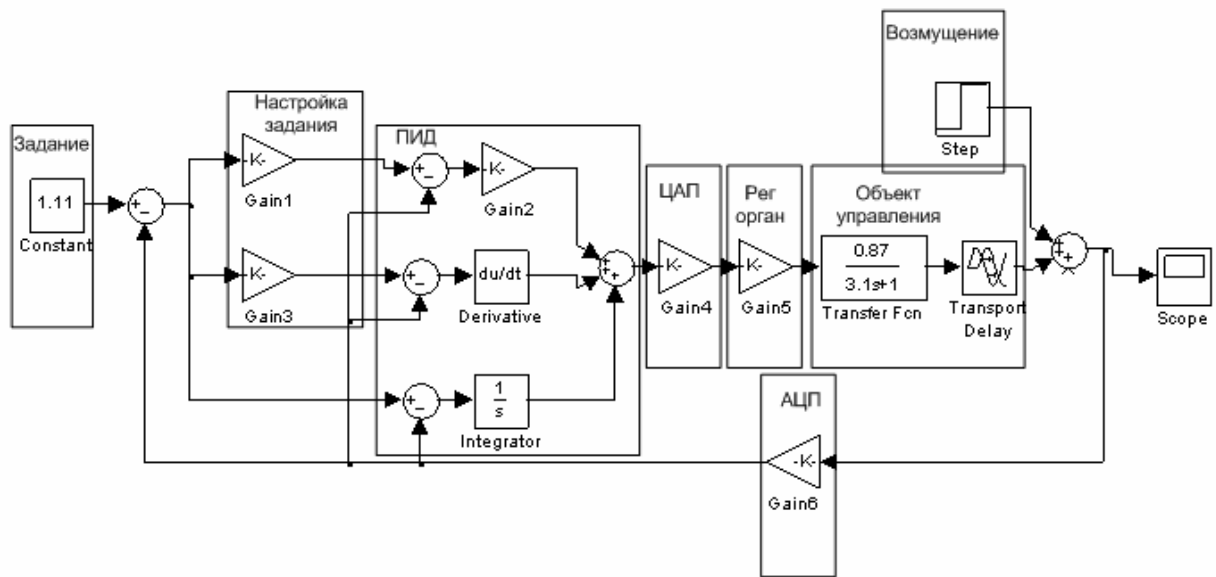 Возмущение
Step
Настройка
задания
-K-
Gain1
K-
Gain3
Задание
1.11
Constant
ПИД
-K-
Gain2
du/dt
Derivative
1
s
Integrator
ЦАП
K-
Gain4
Рег
орган
K-
Gain5
Объект
управления
0.87
3.1s+1
Transfer Fcn
Transport
Delay
Scope
АЦП
-K-
Gain6